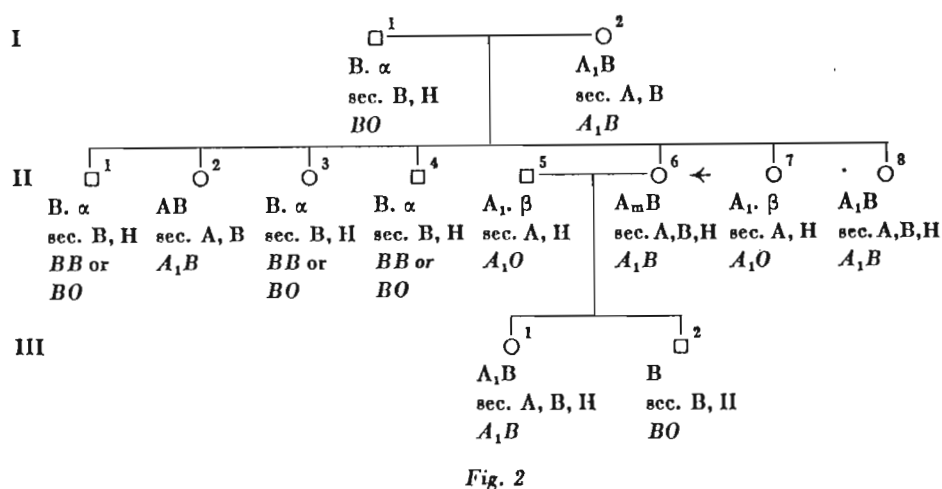 I
1 2
B. α A₁B
sec. B, H sec. A, B
BO A₁B
II
1 2 3 4 5 6 7 8
B. α AB B. α B. α A₁. β AₘB A₁. β A₁B
sec. B, H sec. A, B sec. B, H sec. B, H sec. A, H sec. A,B,H sec. A, H sec. A,B,H
BB or A₁B BB or BB or A₁O A₁B A₁O A₁B
BO BO BO
III
1 2
A₁B B
sec. A, B, H sec. B, II
A₁B BO
Fig. 2